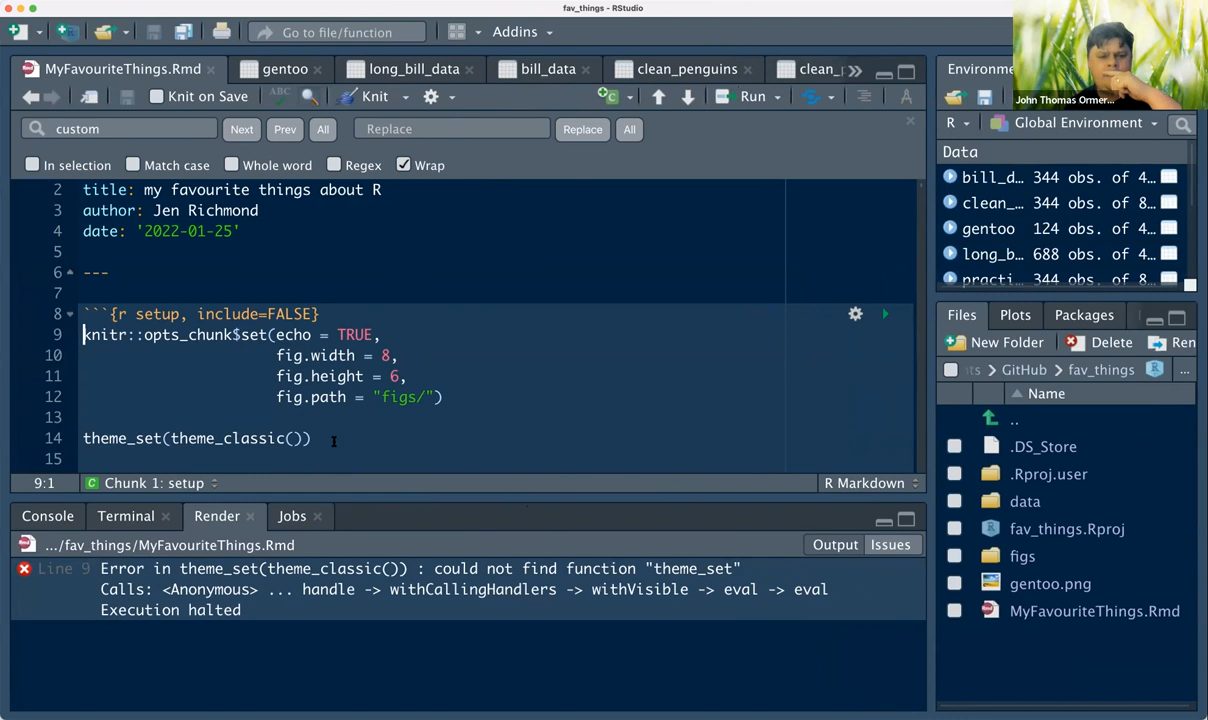 fav_things - RStudio
Go to file/function
Addins
MyFavouriteThings.Rmd
gentoo
long_bill_data
bill_data
clean_penguins
clean_
Knit on Save
ABC
Knit
Run
custom
Next
Prev
All
Replace
Replace
All
In selection
Match case
Whole word
Regex
Wrap
2 title: my favourite things about R
3 author: Jen Richmond
4 date: '2022-01-25'
5
6 ---
7
8 ```{r setup, include=FALSE}
9 knitr::opts_chunk$set(echo = TRUE,
10 fig.width = 8,
11 fig.height = 6,
12 fig.path = "figs/")
13
14 theme_set(theme_classic())
15
9:1
Chunk 1: setup
R Markdown
Console
Terminal
Render
Jobs
.../fav_things/MyFavouriteThings.Rmd
Output
Issues
Line 9 Error in theme_set(theme_classic()) : could not find function "theme_set"
Calls: <Anonymous> ... handle -> withCallingHandlers -> withVisible -> eval -> eval
Execution halted
John Thomas Ormer...
Environme
R
Global Environment
Data
bill_d… 344 obs. of 4…
clean_… 344 obs. of 8…
gentoo 124 obs. of 4…
long_b… 688 obs. of 4…
practi… 344 obs. of 8…
Files
Plots
Packages
New Folder
Delete
Ren
nts
GitHub
fav_things
...
Name
..
.DS_Store
.Rproj.user
data
fav_things.Rproj
figs
gentoo.png
MyFavouriteThings.Rmd